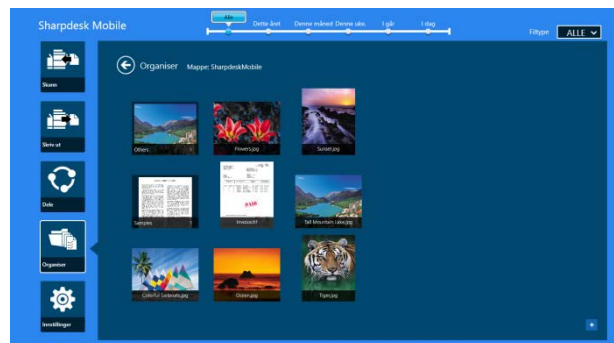 Sharpdesk Mobile
Alle
Dette året
Denne måned
Denne uke.
I går
I dag
Filtype
ALLE
Skann
Organiser
Mappe: SharpdeskMobile
Skriv ut
Others
Flowers.jpg
Sunset.jpg
Dele
Samples
PAID
Invoice.tif
Tall Mountain Lake.jpg
Organiser
Colorful Sailboats.jpg
Ocean.jpg
Tiger.jpg
Innstillinger